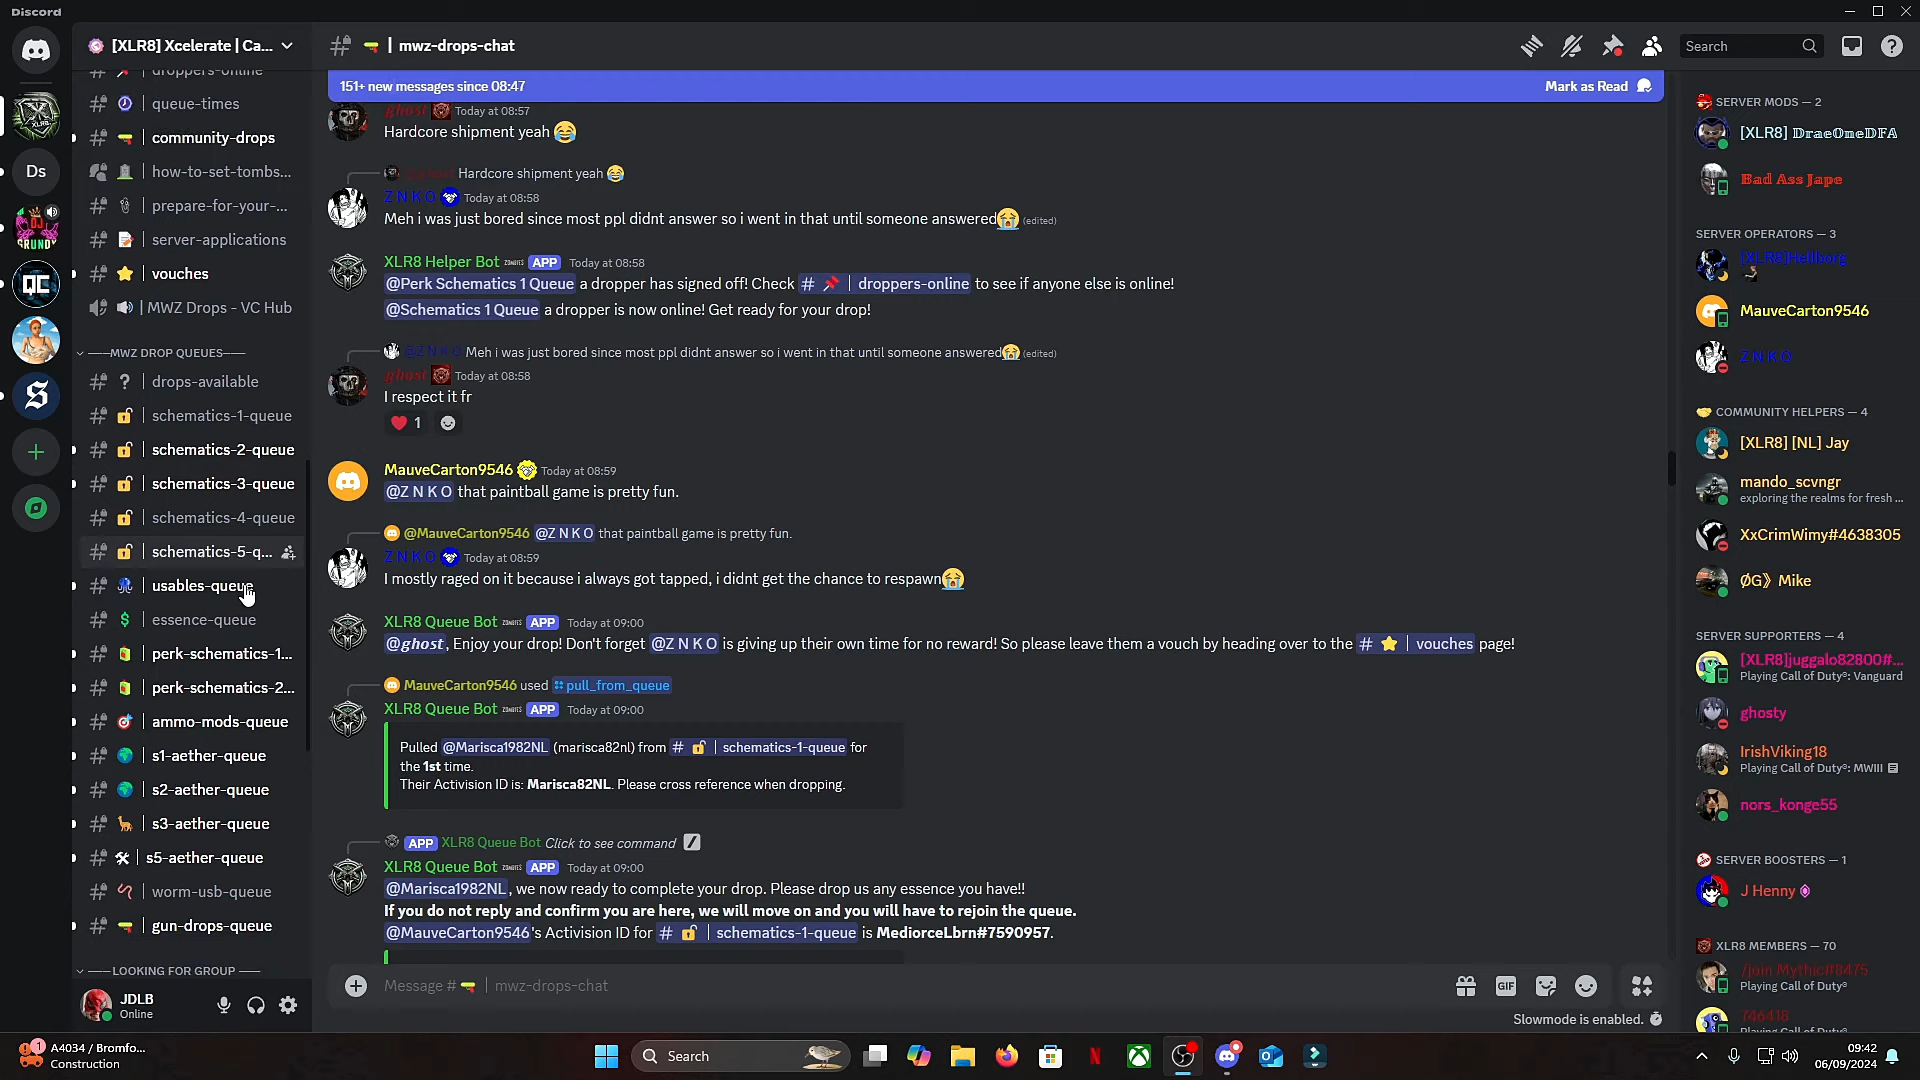 Discord
[XLR8] Xcelerate | Ca...
droppers-online
queue-times
community-drops
how-to-set-tombs...
prepare-for-your-...
server-applications
vouches
MWZ Drops - VC Hub
——MWZ DROP QUEUES——
drops-available
schematics-1-queue
schematics-2-queue
schematics-3-queue
schematics-4-queue
schematics-5-q...
usables-queue
essence-queue
perk-schematics-1...
perk-schematics-2...
ammo-mods-queue
s1-aether-queue
s2-aether-queue
s3-aether-queue
s5-aether-queue
worm-usb-queue
gun-drops-queue
——LOOKING FOR GROUP——
JDLB
Online
Ds
DJ GRUNDY
QC
| mwz-drops-chat
Search
151+ new messages since 08:47
Mark as Read
ghost Today at 08:57
Hardcore shipment yeah 😂
Hardcore shipment yeah 😂
Z N K O Today at 08:58
Meh i was just bored since most ppl didnt answer so i went in that until someone answered😭 (edited)
XLR8 Helper Bot APP Today at 08:58
@Perk Schematics 1 Queue a dropper has signed off! Check # 📌 | droppers-online to see if anyone else is online!
@Schematics 1 Queue a dropper is now online! Get ready for your drop!
@Z N K O Meh i was just bored since most ppl didnt answer so i went in that until someone answered😭 (edited)
ghost Today at 08:58
I respect it fr
❤️ 1
MauveCarton9546 Today at 08:59
@Z N K O that paintball game is pretty fun.
@MauveCarton9546 @Z N K O that paintball game is pretty fun.
Z N K O Today at 08:59
I mostly raged on it because i always got tapped, i didnt get the chance to respawn😭
XLR8 Queue Bot APP Today at 09:00
@ghost, Enjoy your drop! Don't forget @Z N K O is giving up their own time for no reward! So please leave them a vouch by heading over to the # ⭐ | vouches page!
MauveCarton9546 used pull_from_queue
XLR8 Queue Bot APP Today at 09:00
Pulled @Marisca1982NL (marisca82nl) from # 🔓 | schematics-1-queue for
the 1st time.
Their Activision ID is: Marisca82NL. Please cross reference when dropping.
APP XLR8 Queue Bot Click to see command
XLR8 Queue Bot APP Today at 09:00
@Marisca1982NL, we now ready to complete your drop. Please drop us any essence you have!!
If you do not reply and confirm you are here, we will move on and you will have to rejoin the queue.
@MauveCarton9546's Activision ID for # 🔓 | schematics-1-queue is MediorceLbrn#7590957.
Message # 🔫 | mwz-drops-chat
GIF
Slowmode is enabled.
SERVER MODS — 2
[XLR8] DraeOneDFA
Bad Ass Jape
SERVER OPERATORS — 3
[XLR8]Hellborg
MauveCarton9546
Z N K O
COMMUNITY HELPERS — 4
[XLR8] [NL] Jay
mando_scvngr
exploring the realms for fresh ...
XxCrimWimy#4638305
ØG》Mike
SERVER SUPPORTERS — 4
[XLR8]juggalo82800#...
Playing Call of Duty®: Vanguard
ghosty
IrishViking18
Playing Call of Duty®: MWIII
nors_konge55
SERVER BOOSTERS — 1
J Henny
XLR8 MEMBERS — 70
/join Mythic#8475
Playing Call of Duty®
746418
Playing Call of Duty®
1
A4034 / Bromfo...
Construction
Search
09:42
06/09/2024